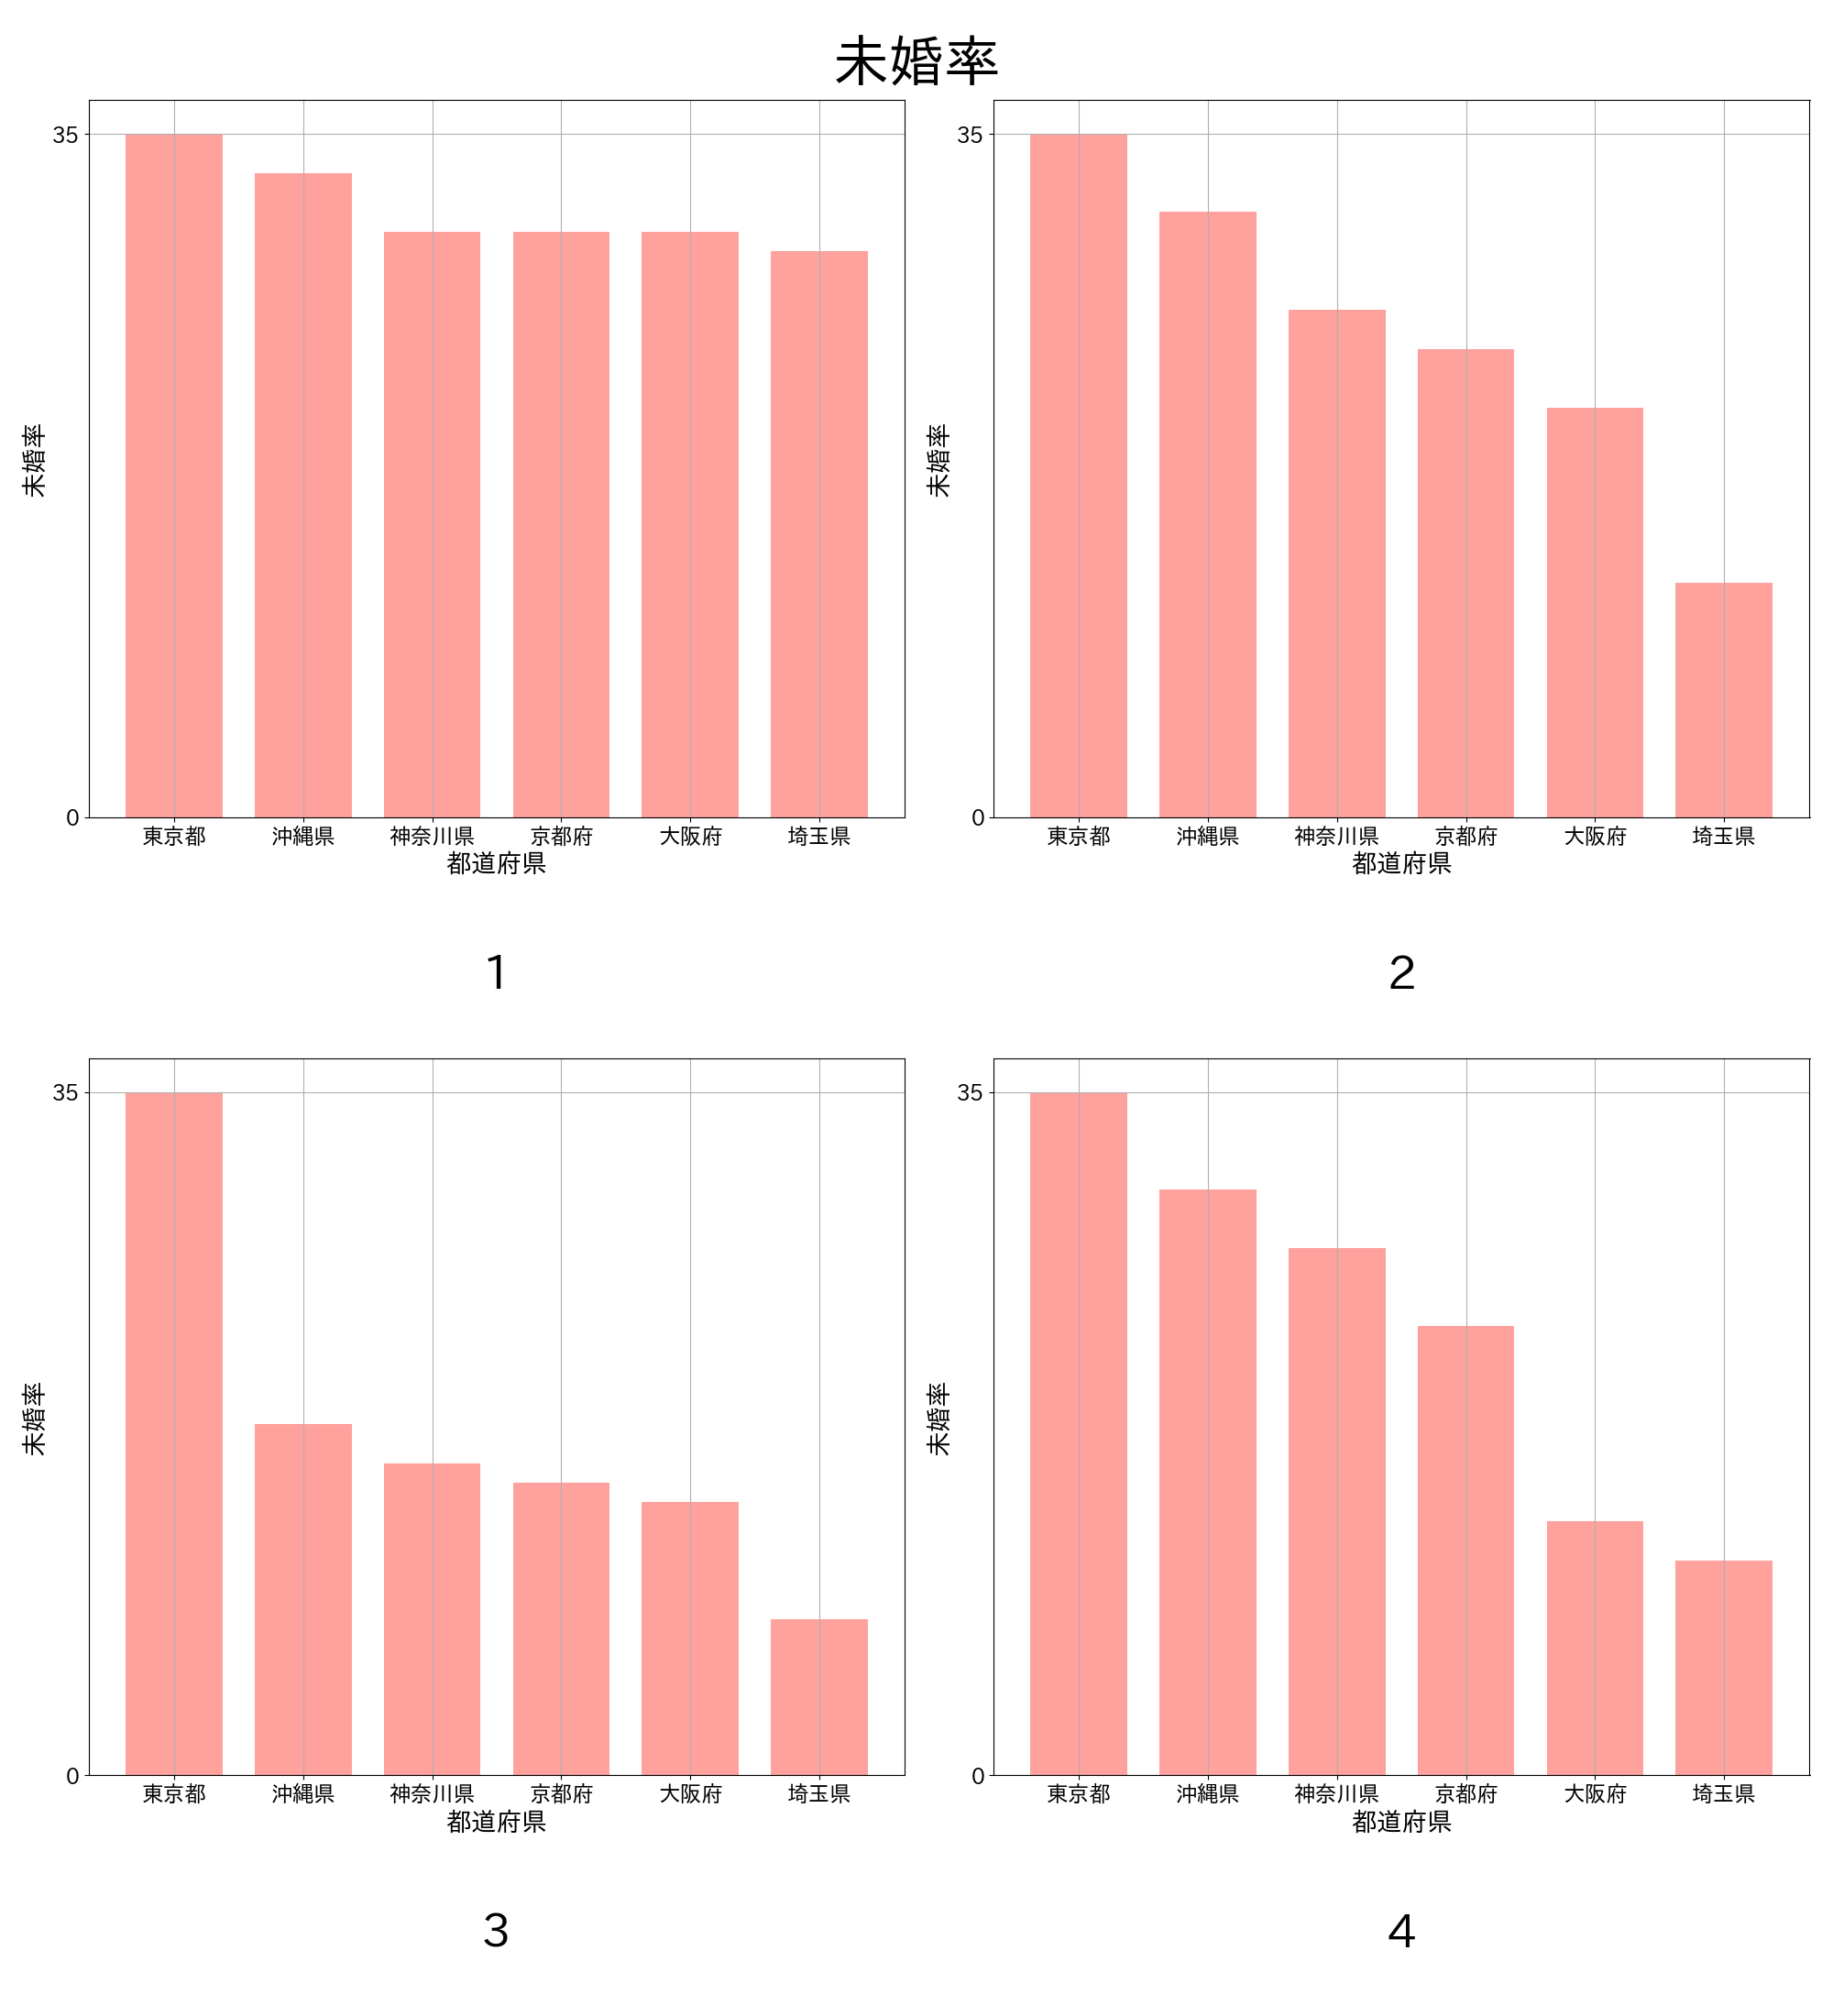 未婚率
35
0
未婚率
東京都 沖縄県 神奈川県 京都府 大阪府 埼玉県
都道府県
1
35
0
未婚率
東京都 沖縄県 神奈川県 京都府 大阪府 埼玉県
都道府県
2
35
0
未婚率
東京都 沖縄県 神奈川県 京都府 大阪府 埼玉県
都道府県
3
35
0
未婚率
東京都 沖縄県 神奈川県 京都府 大阪府 埼玉県
都道府県
4